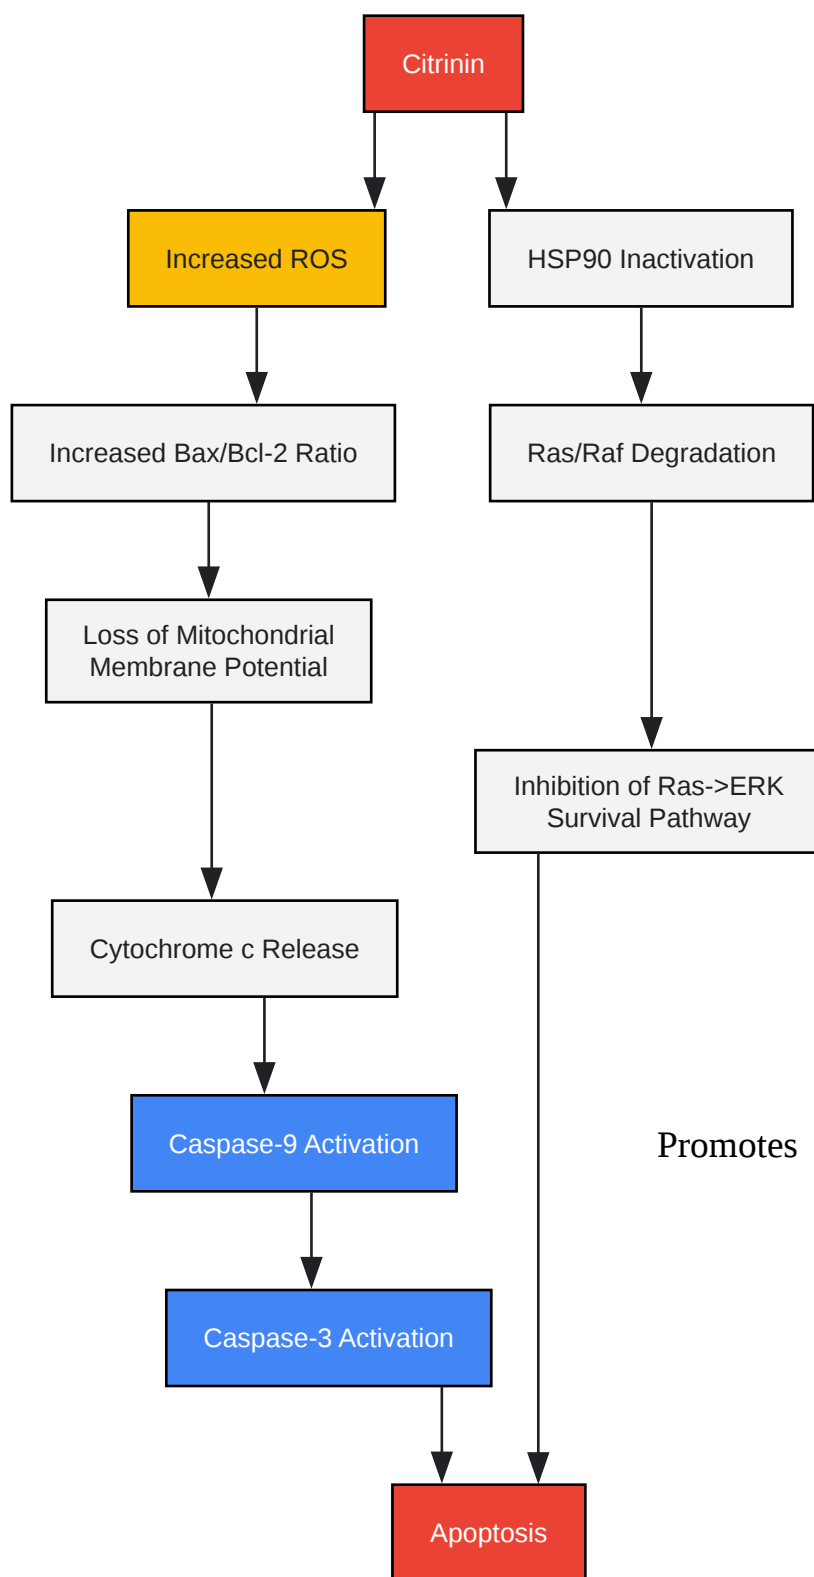 Citrinin
Increased ROS
HSP90 Inactivation
Increased Bax/Bcl-2 Ratio
Ras/Raf Degradation
Loss of Mitochondrial
Membrane Potential
Inhibition of Ras->ERK
Survival Pathway
Cytochrome c Release
Caspase-9 Activation
Promotes
Caspase-3 Activation
Apoptosis